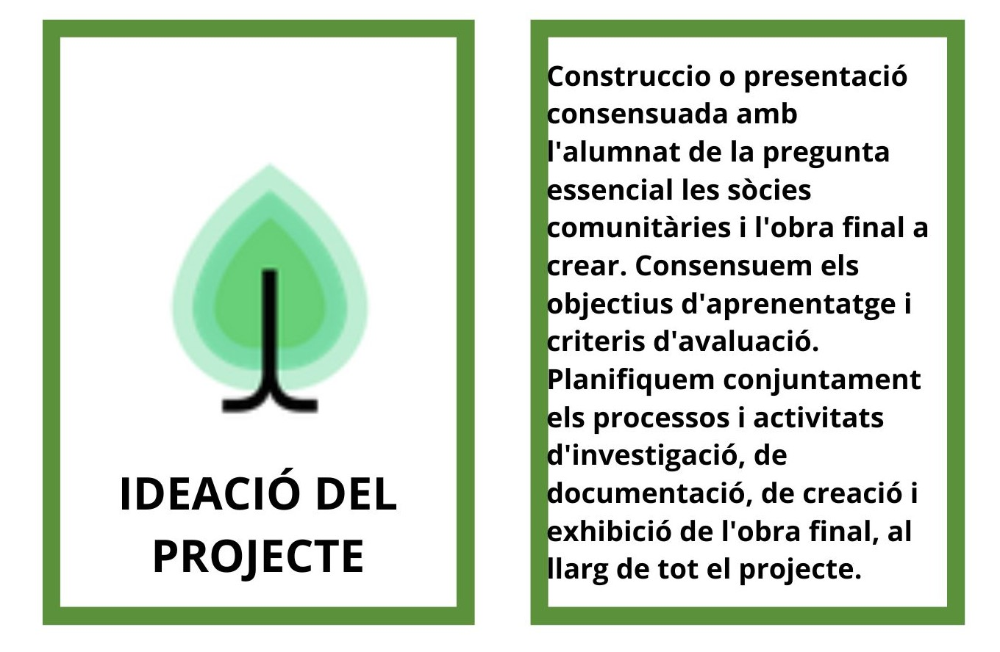 IDEACIÓ DEL
PROJECTE
Construccio o presentació
consensuada amb
l'alumnat de la pregunta
essencial les sòcies
comunitàries i l'obra final a
crear. Consensuem els
objectius d'aprenentatge i
criteris d'avaluació.
Planifiquem conjuntament
els processos i activitats
d'investigació, de
documentació, de creació i
exhibició de l'obra final, al
llarg de tot el projecte.